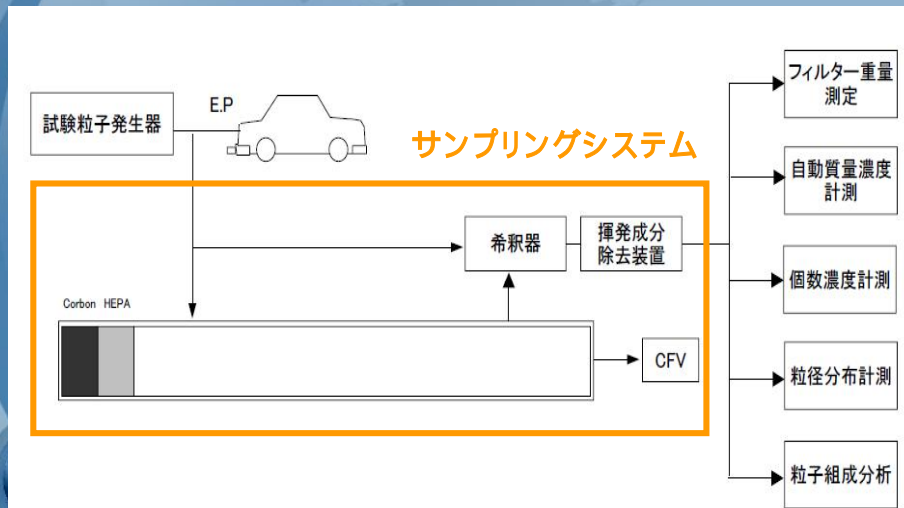 試験粒子発生器
E.P
サンプリングシステム
希釈器
揮発成分
除去装置
Corbon HEPA
CFV
フィルター重量
測定
自動質量濃度
計測
個数濃度計測
粒径分布計測
粒子組成分析